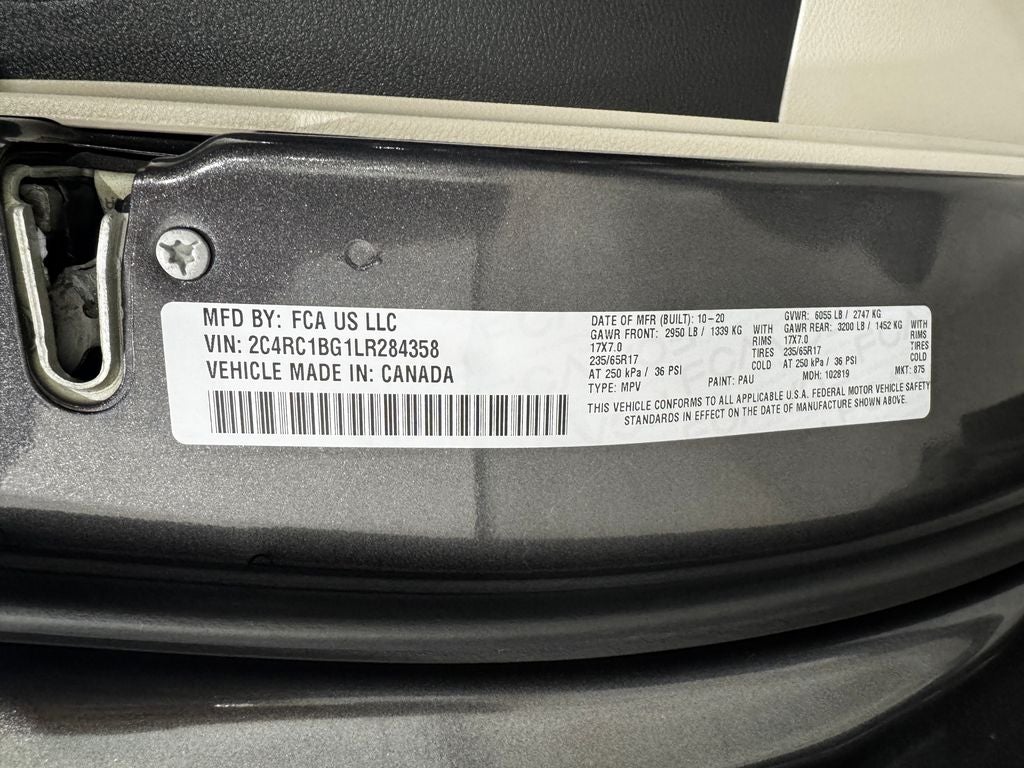 MFD BY: FCA US LLC
VIN: 2C4RC1BG1LR284358
VEHICLE MADE IN: CANADA
DATE OF MFR (BUILT): 10-20 GVWR: 6055 LB / 2747 KG
GAWR FRONT: 2950 LB / 1339 KG WITH GAWR REAR: 3200 LB / 1452 KG WITH
17X7.0 RIMS 17X7.0 RIMS
235/65R17 TIRES 235/65R17 TIRES
AT 250 kPa / 36 PSI COLD AT 250 kPa / 36 PSI COLD
TYPE: MPV PAINT: PAU MDH: 102819 MKT: 875
THIS VEHICLE CONFORMS TO ALL APPLICABLE U.S.A. FEDERAL MOTOR VEHICLE SAFETY
STANDARDS IN EFFECT ON THE DATE OF MANUFACTURE SHOWN ABOVE.